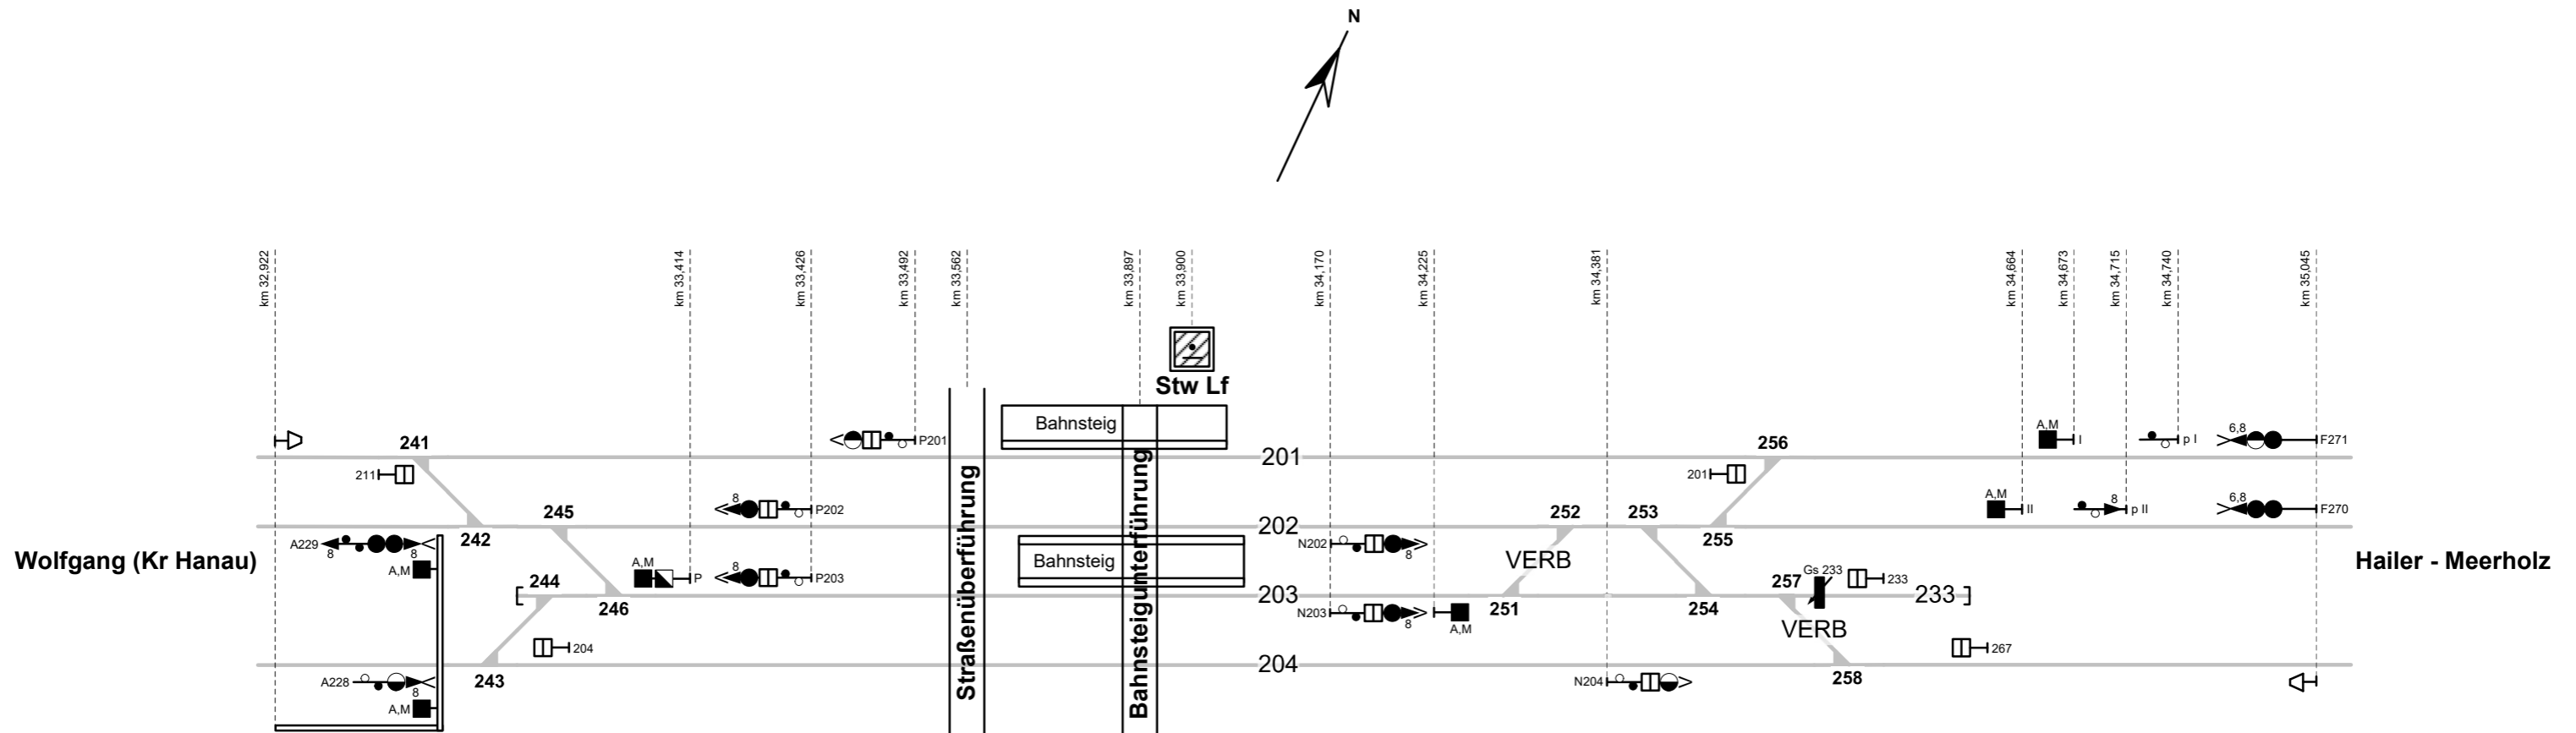 N
km 32,922
km 33,414
km 33,426
km 33,492
km 33,562
km 33,897
km 33,900
km 34,170
km 34,225
km 34,381
km 34,664
km 34,673
km 34,715
km 34,740
km 35,045
Stw Lf
Bahnsteig
241
P201
201
256
A,M
I
p I
6,8
F271
211
201
245
8
P202
202
252
253
A,M
II
8
p II
6,8
F270
A229
8
8
242
N202
8
255
Wolfgang (Kr Hanau)
A,M
Bahnsteig
VERB
Hailer - Meerholz
244
A,M
P
8
P203
257
Gs 233
233
246
203
251
254
233
N203
8
A,M
VERB
204
267
204
A228
8
243
N204
258
A,M
Straßenüberführung
Bahnsteigunterführung